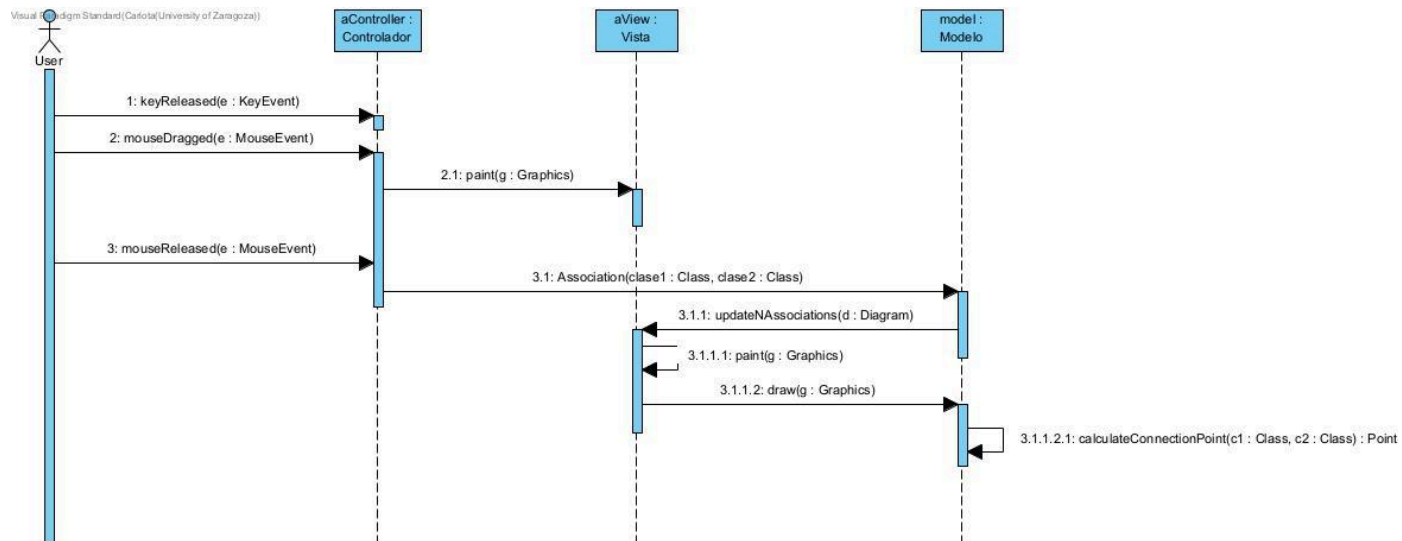 Visual Paradigm Standard(Carlota(University of Zaragoza))
User
aController :
Controlador
aView :
Vista
model :
Modelo
1: keyReleased(e : KeyEvent)
2: mouseDragged(e : MouseEvent)
2.1: paint(g : Graphics)
3: mouseReleased(e : MouseEvent)
3.1: Association(clase1 : Class, clase2 : Class)
3.1.1: updateNAssociations(d : Diagram)
3.1.1.1: paint(g : Graphics)
3.1.1.2: draw(g : Graphics)
3.1.1.2.1: calculateConnectionPoint(c1 : Class, c2 : Class) : Point